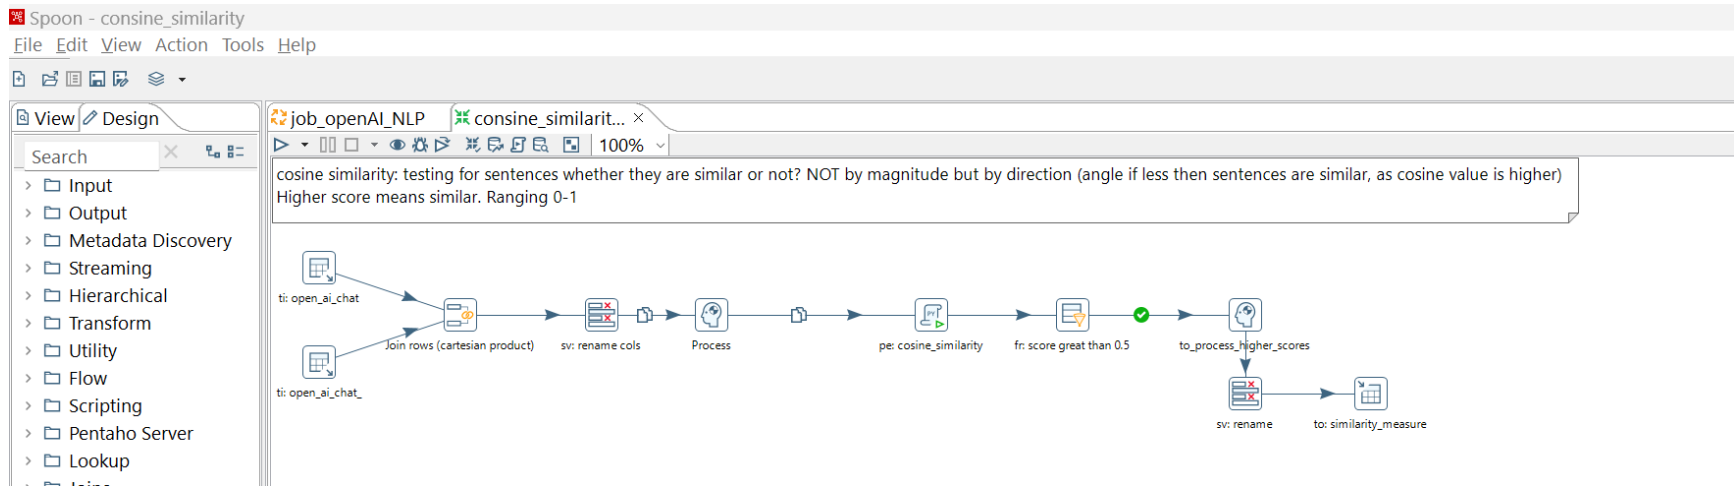 Spoon - consine_similarity
File Edit View Action Tools Help
View Design
job_openAI_NLP
consine_similarit...
Search
100%
Input
Output
Metadata Discovery
Streaming
Hierarchical
Transform
Utility
Flow
Scripting
Pentaho Server
Lookup
Joins
cosine similarity: testing for sentences whether they are similar or not? NOT by magnitude but by direction (angle if less then sentences are similar, as cosine value is higher)
Higher score means similar. Ranging 0-1
ti: open_ai_chat
ti: open_ai_chat_
Join rows (cartesian product)
sv: rename cols
Process
PY
pe: cosine_similarity
fr: score great than 0.5
to_process_higher_scores
sv: rename
to: similarity_measure